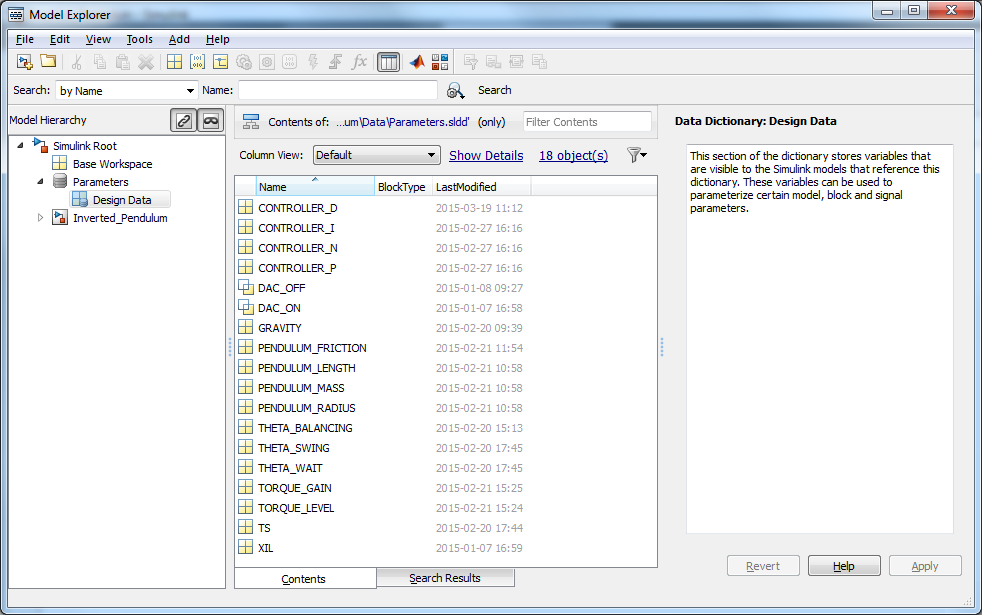 Model Explorer
File Edit View Tools Add Help
Search: by Name Name: Search
Model Hierarchy
Simulink Root
Base Workspace
Parameters
Design Data
Inverted_Pendulum
Contents of: ...um\Data\Parameters.sldd' (only) Filter Contents
Column View: Default Show Details 18 object(s)
Name BlockType LastModified
CONTROLLER_D 2015-03-19 11:12
CONTROLLER_I 2015-02-27 16:16
CONTROLLER_N 2015-02-27 16:16
CONTROLLER_P 2015-02-27 16:16
DAC_OFF 2015-01-08 09:27
DAC_ON 2015-01-07 16:58
GRAVITY 2015-02-20 09:39
PENDULUM_FRICTION 2015-02-21 11:54
PENDULUM_LENGTH 2015-02-21 10:58
PENDULUM_MASS 2015-02-21 10:58
PENDULUM_RADIUS 2015-02-21 10:58
THETA_BALANCING 2015-02-20 15:13
THETA_SWING 2015-02-20 17:45
THETA_WAIT 2015-02-20 17:45
TORQUE_GAIN 2015-02-21 15:25
TORQUE_LEVEL 2015-02-21 15:24
TS 2015-02-20 17:44
XIL 2015-01-07 16:59
Contents Search Results
Data Dictionary: Design Data
This section of the dictionary stores variables that
are visible to the Simulink models that reference this
dictionary. These variables can be used to
parameterize certain model, block and signal
parameters.
Revert Help Apply